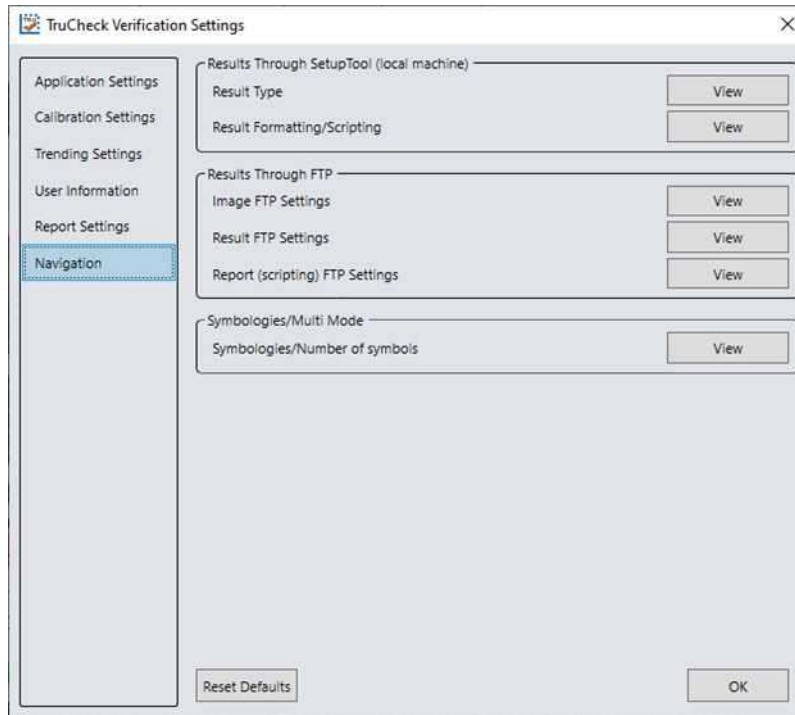 TruCheck Verification Settings
Application Settings
Calibration Settings
Trending Settings
User Information
Report Settings
Navigation
Results Through SetupTool (local machine)
Result Type
View
Result Formatting/Scripting
View
Results Through FTP
Image FTP Settings
View
Result FTP Settings
View
Report (scripting) FTP Settings
View
Symbologies/Multi Mode
Symbologies/Number of symbols
View
Reset Defaults
OK